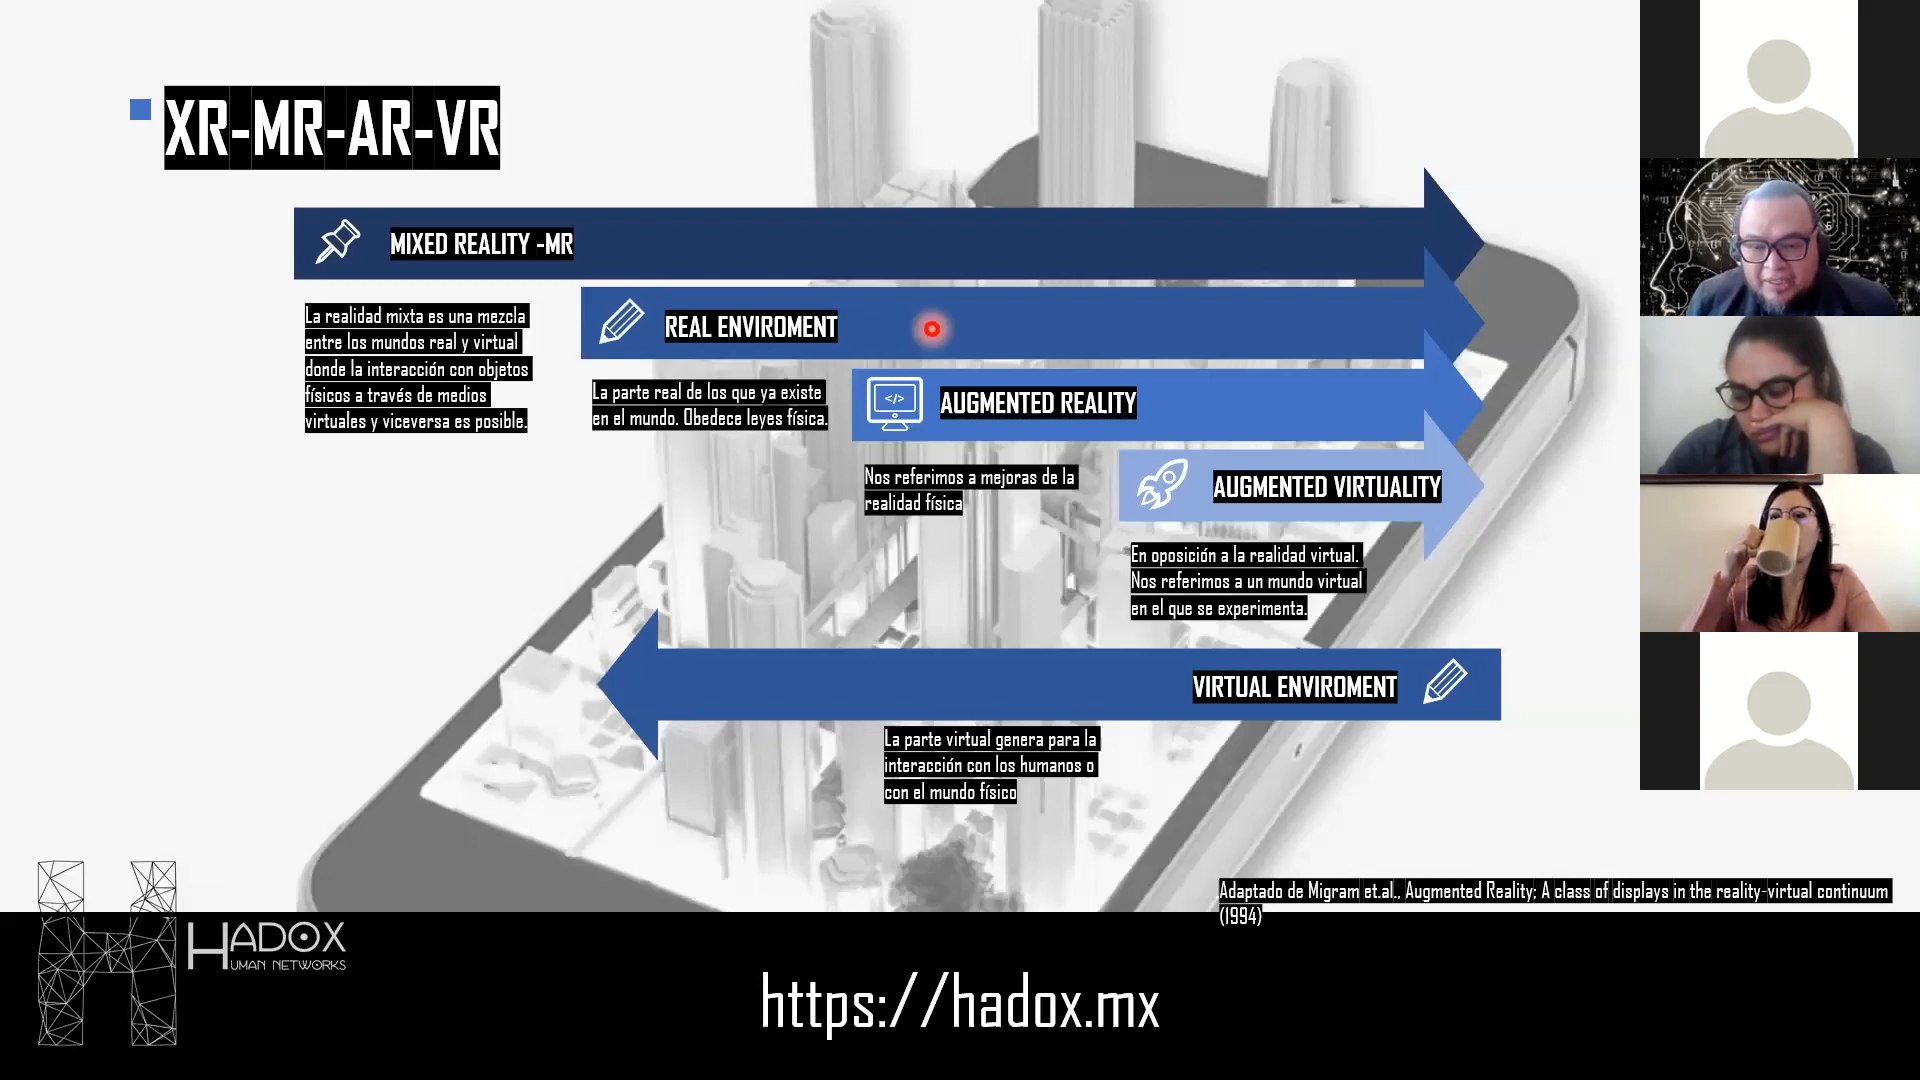 XR-MR-AR-VR
MIXED REALITY -MR
La realidad mixta es una mezcla
entre los mundos real y virtual
donde la interacción con objetos
físicos a través de medios
virtuales y viceversa es posible.
REAL ENVIROMENT
La parte real de los que ya existe
en el mundo. Obedece leyes física.
</>
AUGMENTED REALITY
Nos referimos a mejoras de la
realidad física
AUGMENTED VIRTUALITY
En oposición a la realidad virtual.
Nos referimos a un mundo virtual
en el que se experimenta.
VIRTUAL ENVIROMENT
La parte virtual genera para la
interacción con los humanos o
con el mundo físico
Adaptado de Migram et.al., Augmented Reality; A class of displays in the reality-virtual continuum
(1994)
HADOX
HUMAN NETWORKS
https://hadox.mx